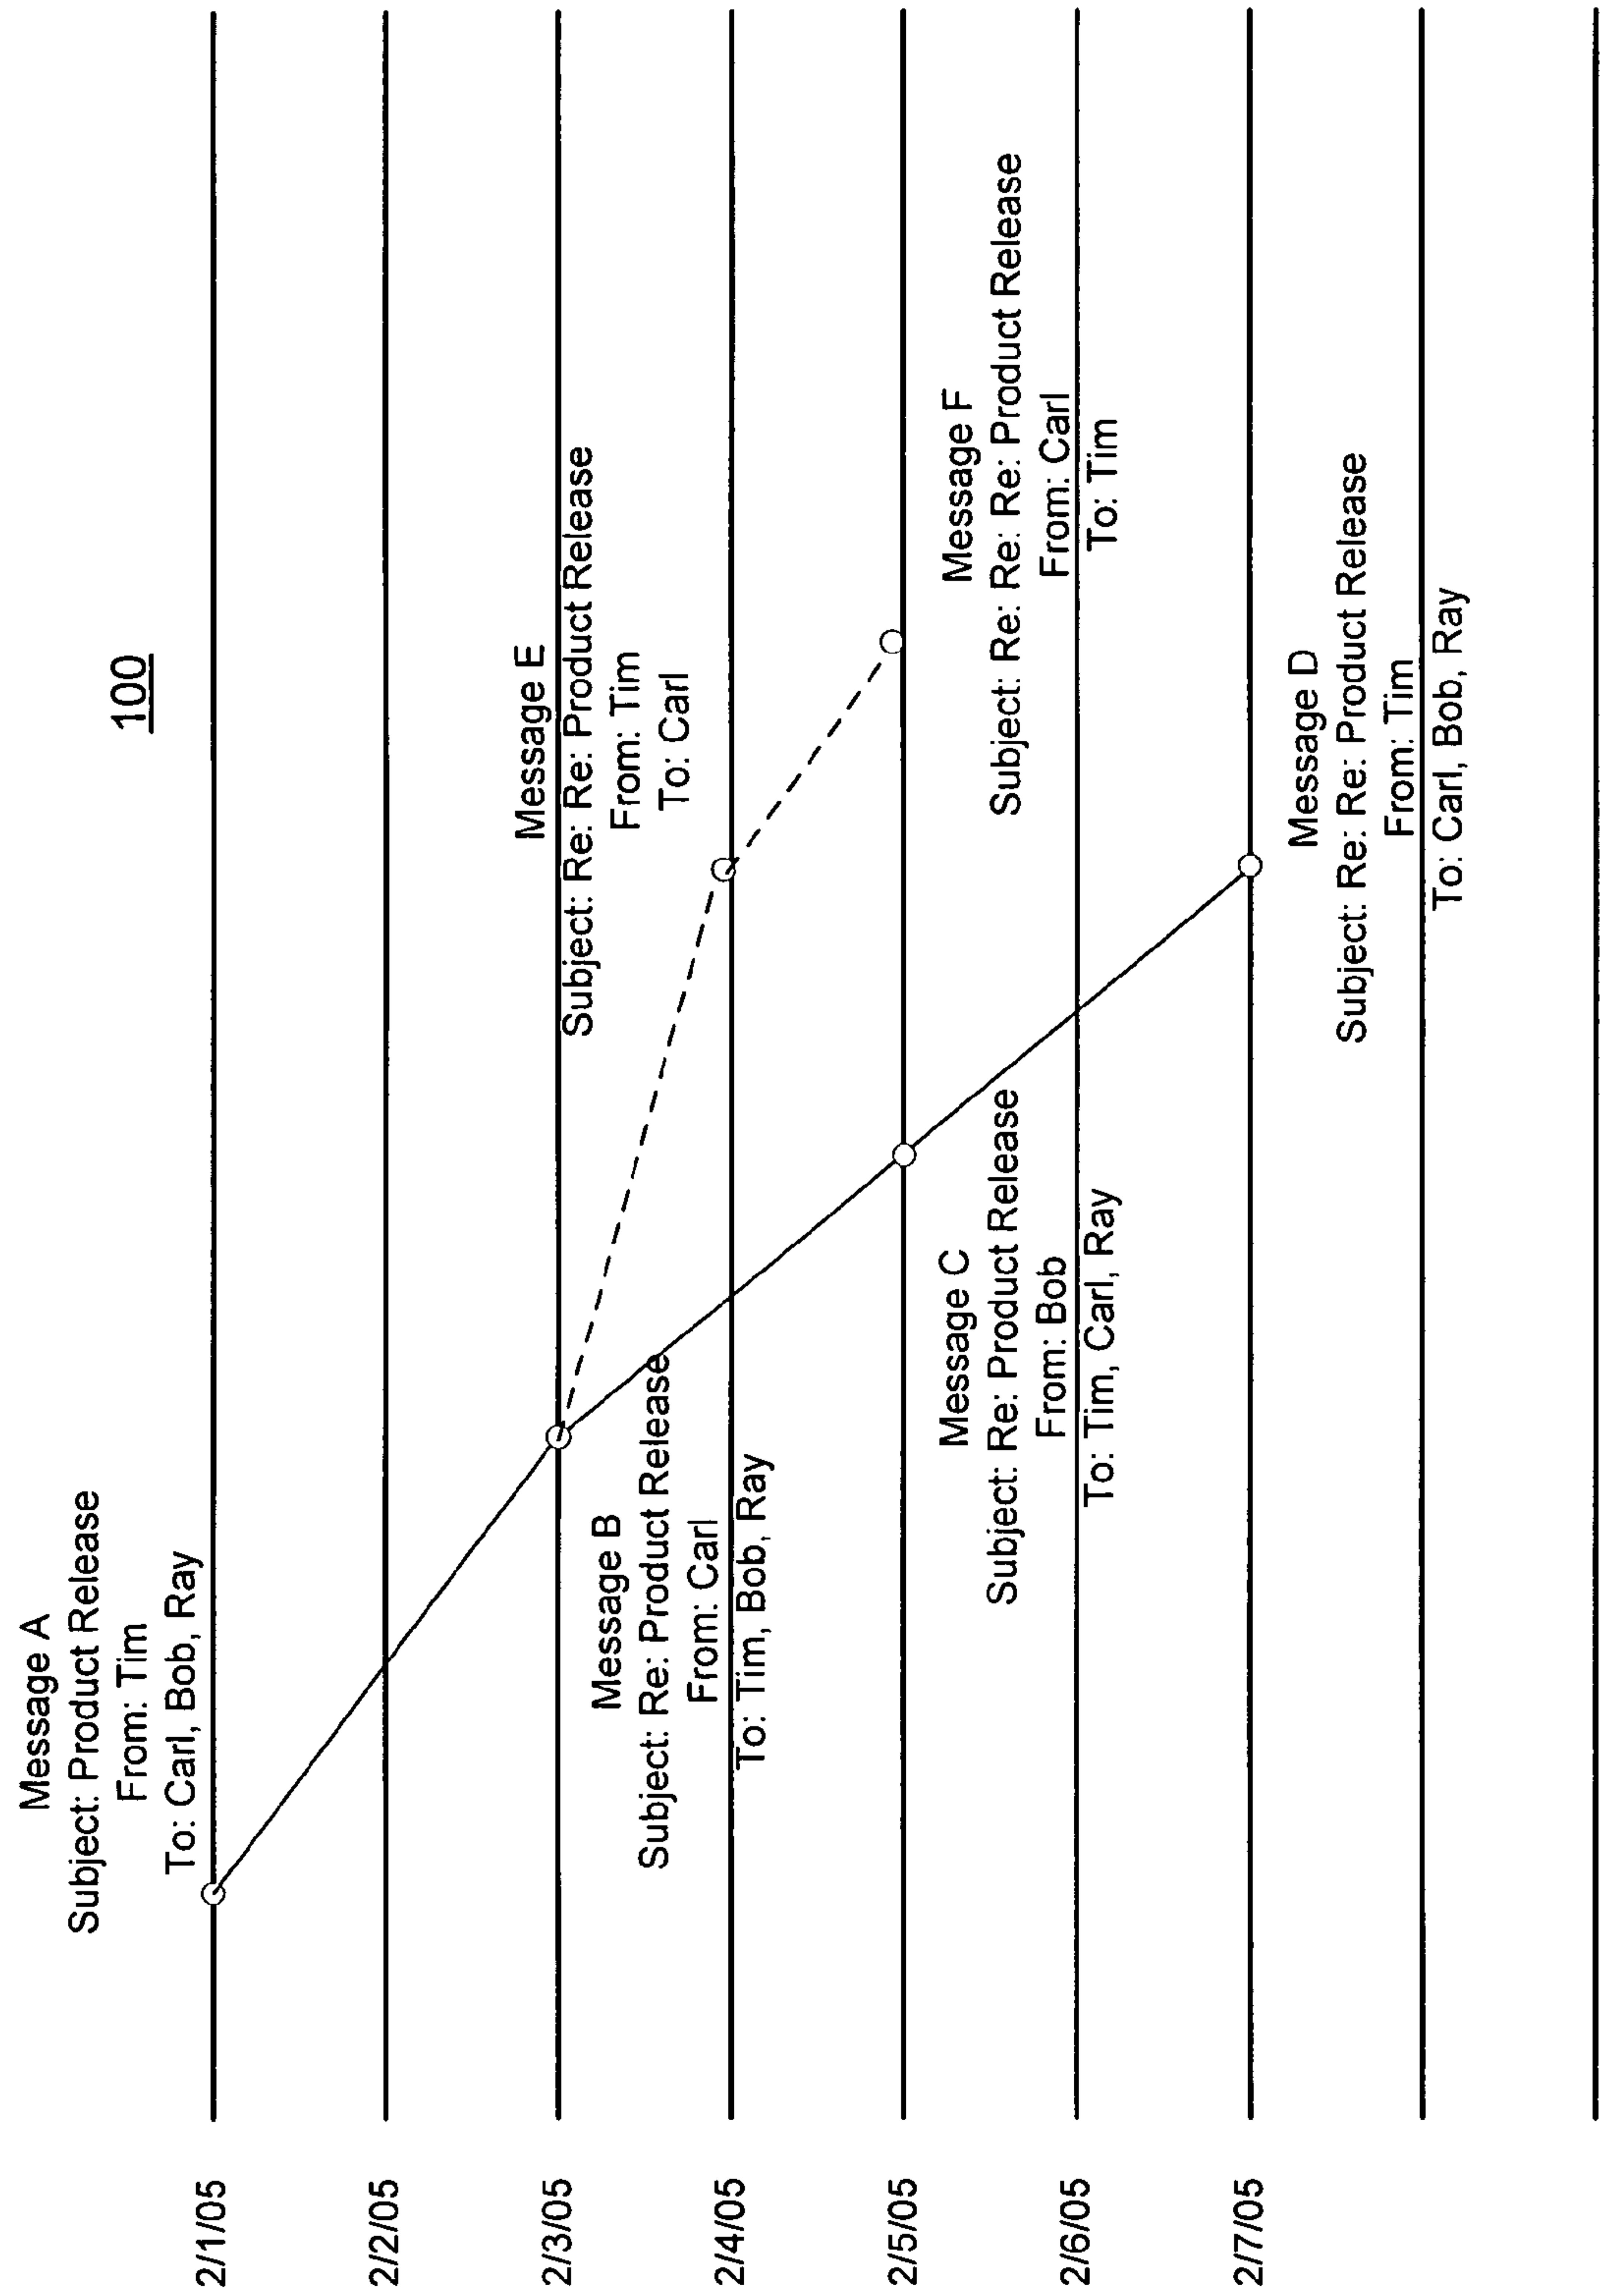 100
Message A
Subject: Product Release
From: Tim
To: Carl, Bob, Ray
2/1/05
2/2/05
2/3/05
Message B
Subject: Re: Product Release
From: Carl
To: Tim, Bob, Ray
Message E
Subject: Re: Re: Product Release
From: Tim
To: Carl
2/4/05
2/5/05
Message C
Subject: Re: Product Release
From: Bob
To: Tim, Carl, Ray
Message F
Subject: Re: Re: Re: Product Release
From: Carl
To: Tim
2/6/05
2/7/05
Message D
Subject: Re: Re: Product Release
From: Tim
To: Carl, Bob, Ray